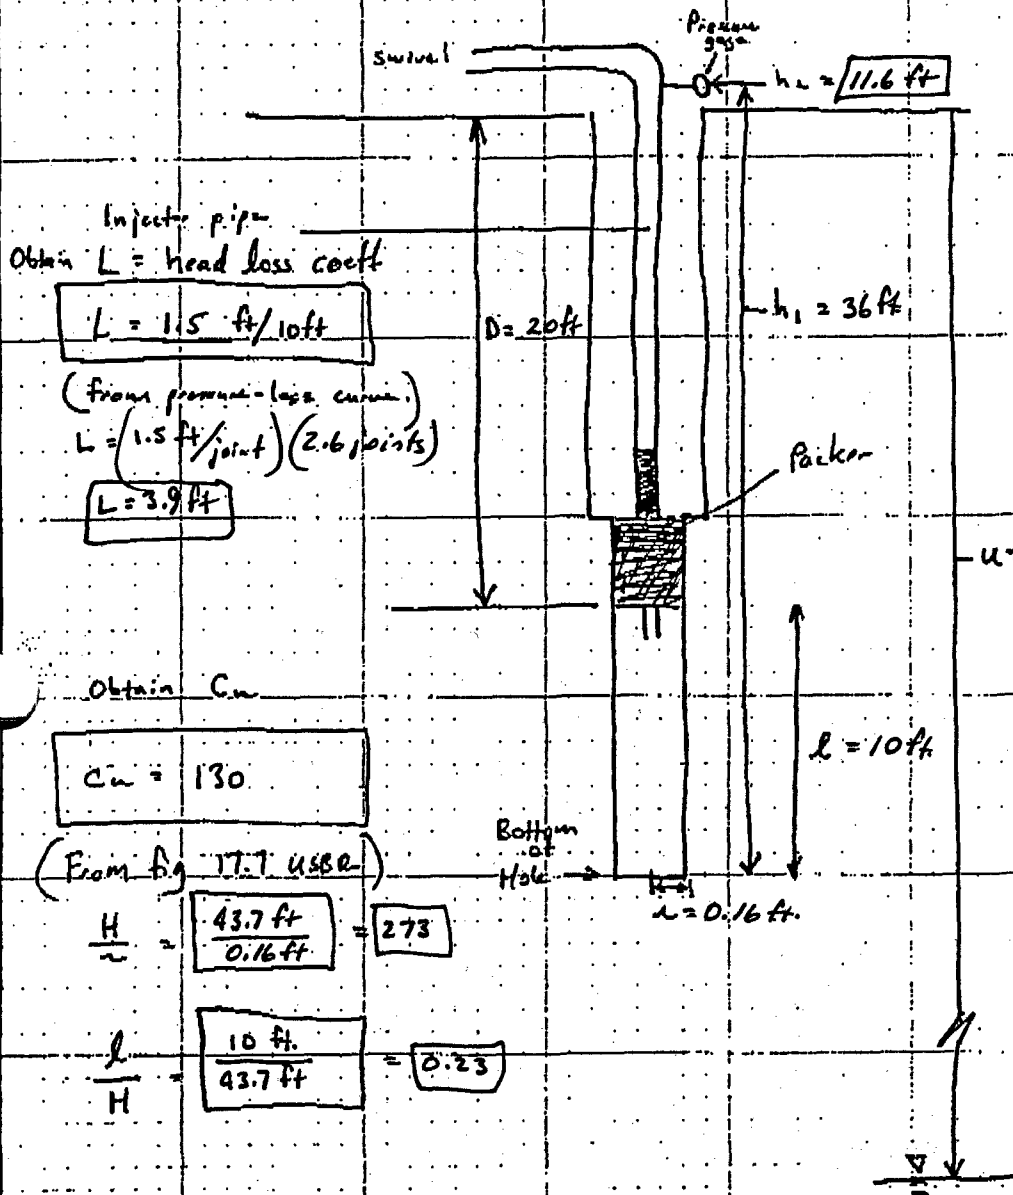 Pressure
gage
swivel
h₂ = 11.6 ft
Injector pipe
Obtain L = head loss coeff
L = 1.5 ft/10ft
(from pressure-loss curve.)
L = (1.5 ft/joint)(2.6 joints)
L = 3.9 ft
D = 20ft
h₁ = 36 ft
Packer
u =
Obtain Cu
Cu = 130
(From fig 17.7 USBR)
l = 10 ft.
Bottom
of
Hole
r = 0.16 ft.
H/r = 43.7 ft/0.16 ft = 273
l/H = 10 ft./43.7 ft = 0.23